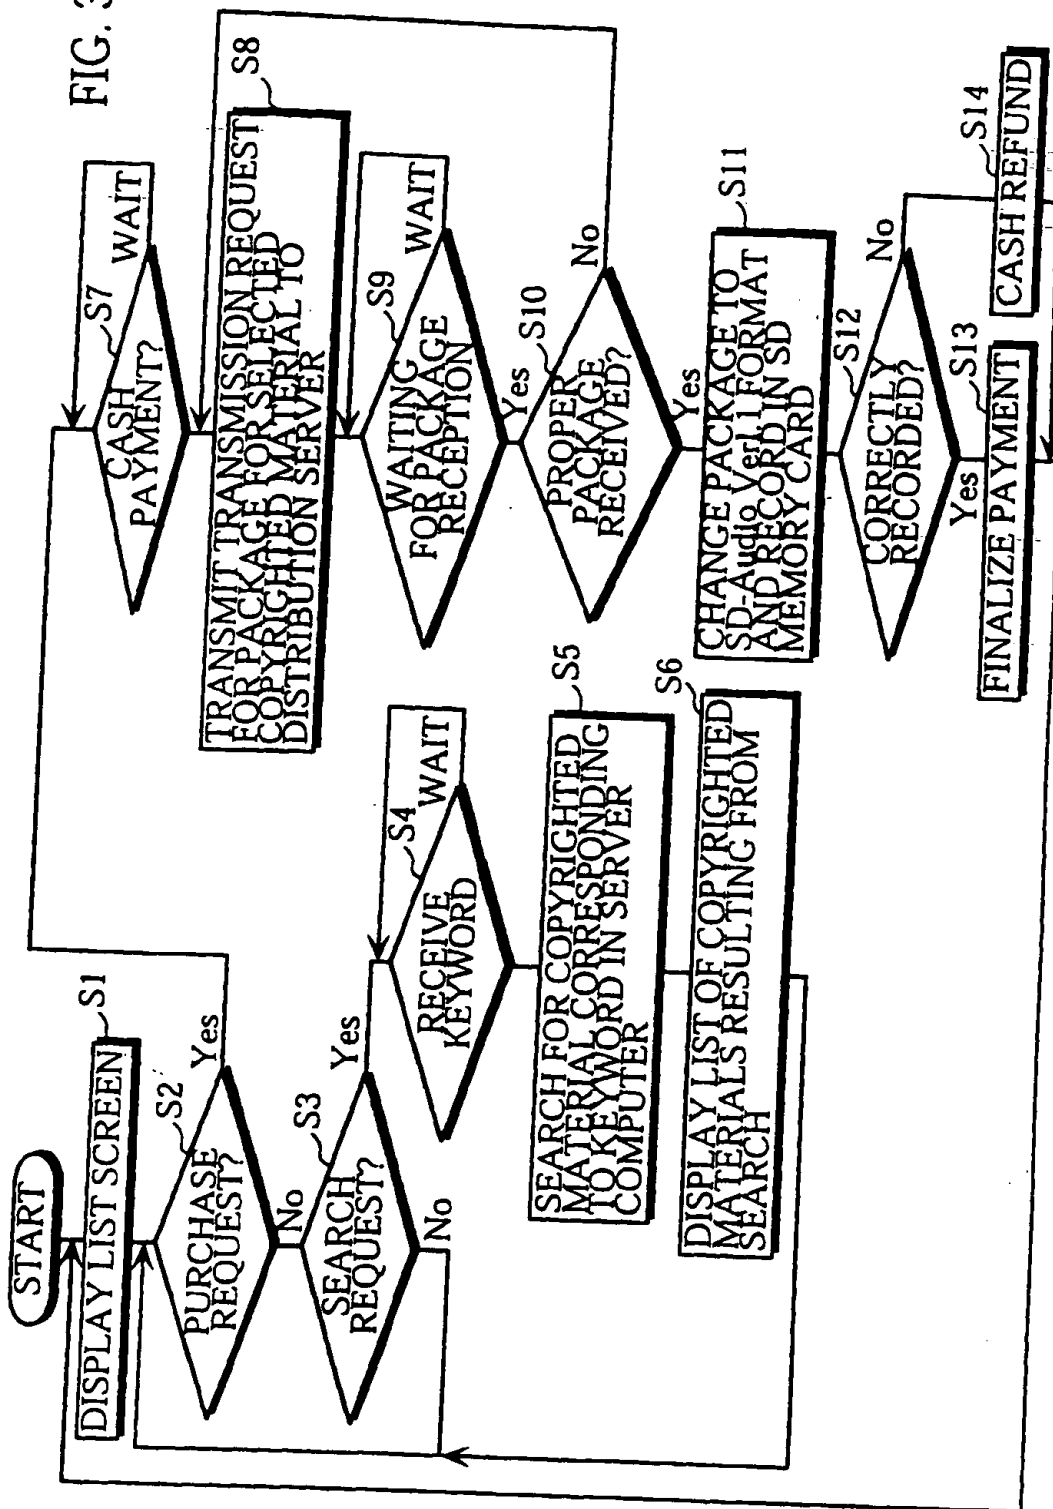 FIG. 3
START
DISPLAY LIST SCREEN
S1
PURCHASE
REQUEST?
S2
Yes
No
SEARCH
REQUEST?
S3
Yes
No
RECEIVE
KEYWORD
S4
WAIT
SEARCH FOR COPYRIGHTED
MATERIAL CORRESPONDING
TO KEYWORD IN SERVER
COMPUTER
S5
DISPLAY LIST OF COPYRIGHTED
MATERIALS RESULTING FROM
SEARCH
S6
CASH
PAYMENT?
S7
WAIT
TRANSMIT TRANSMISSION REQUEST
FOR PACKAGE FOR SELECTED
COPYRIGHTED MATERIAL TO
DISTRIBUTION SERVER
S8
WAITING
FOR PACKAGE
RECEPTION
S9
WAIT
Yes
PROPER
PACKAGE
RECEIVED?
S10
No
Yes
CHANGE PACKAGE TO
SD-Audio Ver1.1 FORMAT
AND RECORD IN SD
MEMORY CARD
S11
CORRECTLY
RECORDED?
S12
No
Yes
FINALIZE PAYMENT
S13
CASH REFUND
S14